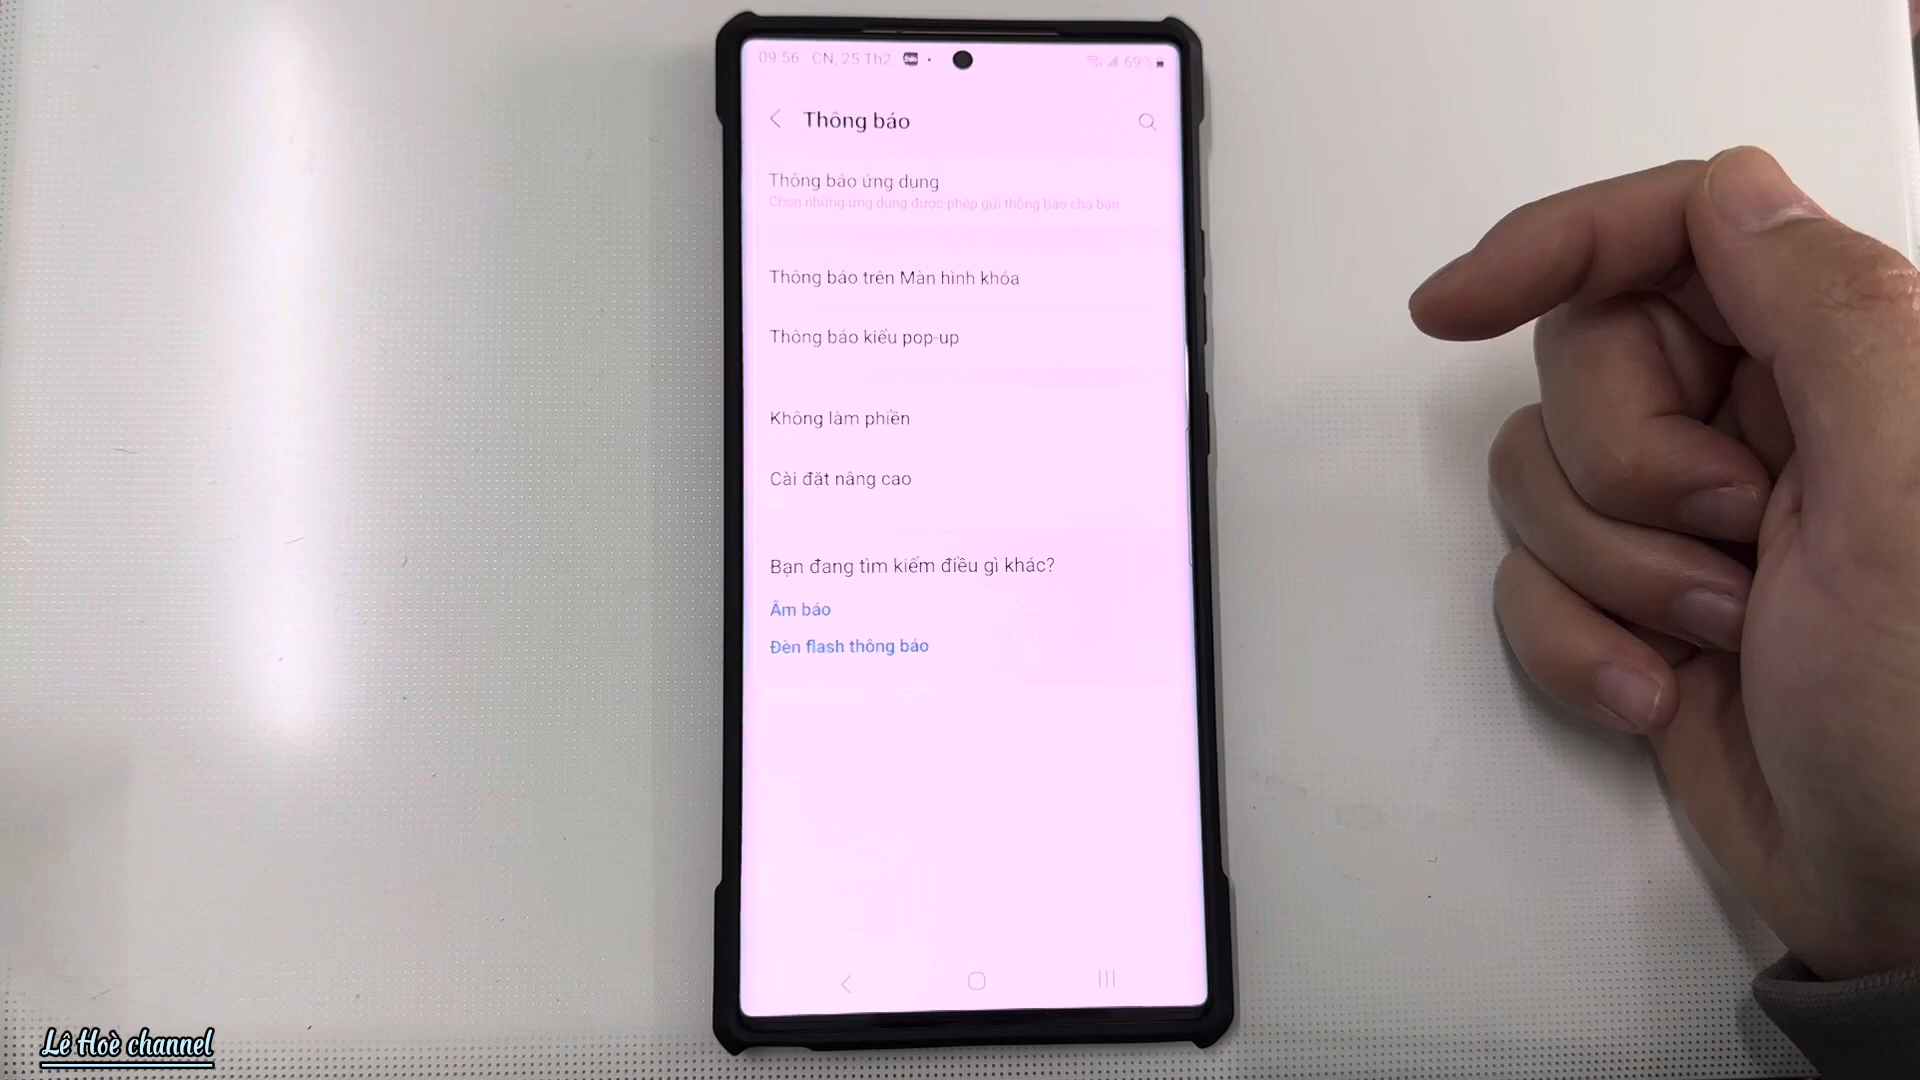 09:56 CN, 25 Th2 69%
Thông báo
Thông báo ứng dụng
Chọn những ứng dụng được phép gửi thông báo cho bạn
Thông báo trên Màn hình khóa
Thông báo kiểu pop-up
Không làm phiền
Cài đặt nâng cao
Bạn đang tìm kiếm điều gì khác?
Âm báo
Đèn flash thông báo
Lê Hoè channel